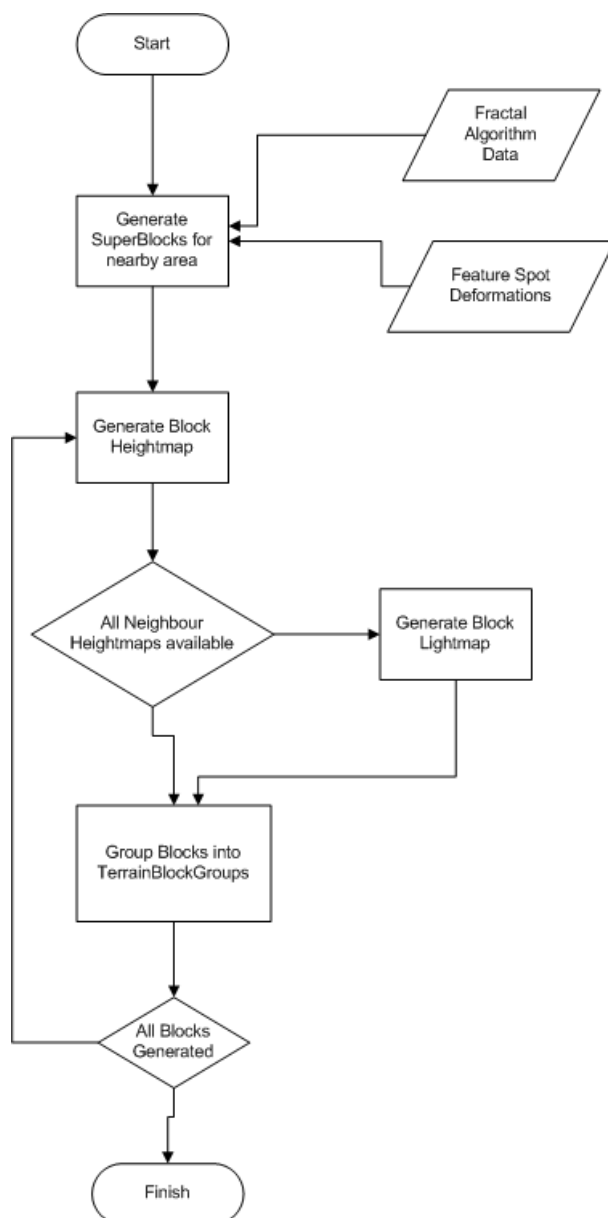 Start
Fractal
Algorithm
Data
Generate
SuperBlocks for
nearby area
Feature Spot
Deformations
Generate Block
Heightmap
All Neighbour
Heightmaps available
Generate Block
Lightmap
Group Blocks into
TerrainBlockGroups
All Blocks
Generated
Finish